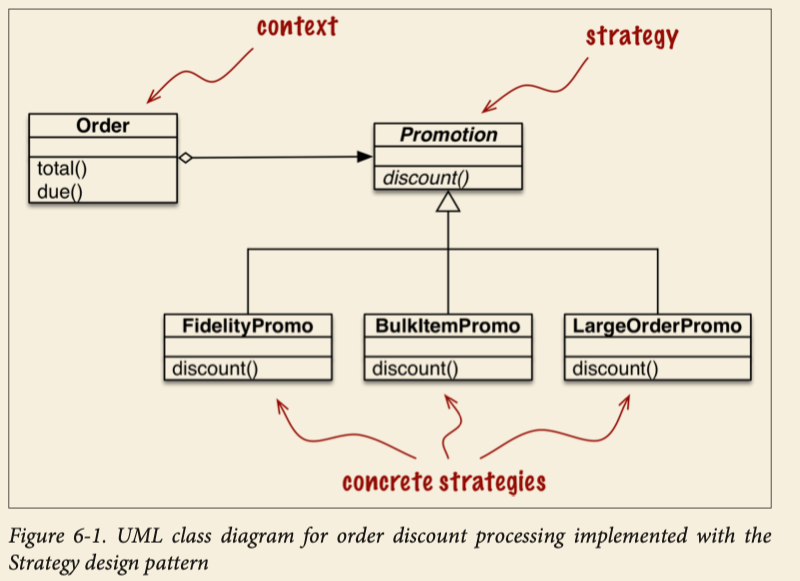 context
strategy
Order
total()
due()
Promotion
discount()
FidelityPromo
discount()
BulkItemPromo
discount()
LargeOrderPromo
discount()
concrete strategies
Figure 6-1. UML class diagram for order discount processing implemented with the
Strategy design pattern